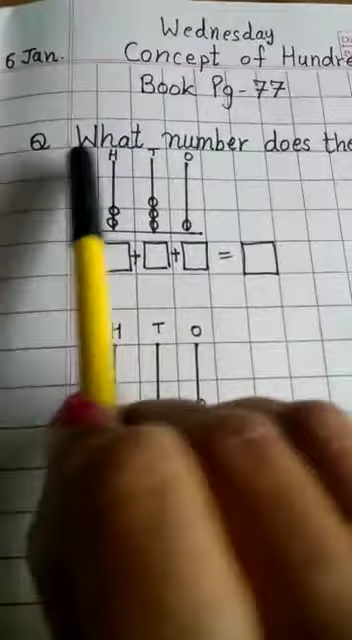 Wednesday
6 Jan. Concept of Hundre
Book Pg-77
Q What number does the
H T O
+ + =
H T O